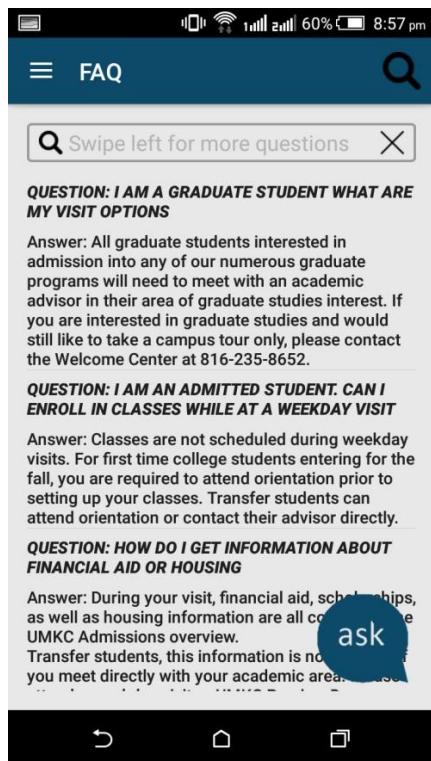 60% 8:57 pm
FAQ
Swipe left for more questions
QUESTION: I AM A GRADUATE STUDENT WHAT ARE
MY VISIT OPTIONS
Answer: All graduate students interested in
admission into any of our numerous graduate
programs will need to meet with an academic
advisor in their area of graduate studies interest. If
you are interested in graduate studies and would
still like to take a campus tour only, please contact
the Welcome Center at 816-235-8652.
QUESTION: I AM AN ADMITTED STUDENT. CAN I
ENROLL IN CLASSES WHILE AT A WEEKDAY VISIT
Answer: Classes are not scheduled during weekday
visits. For first time college students entering for the
fall, you are required to attend orientation prior to
setting up your classes. Transfer students can
attend orientation or contact their advisor directly.
QUESTION: HOW DO I GET INFORMATION ABOUT
FINANCIAL AID OR HOUSING
Answer: During your visit, financial aid,
as well as housing information are all
UMKC Admissions overview.
ask
Transfer students, this information is
you meet directly with your academic